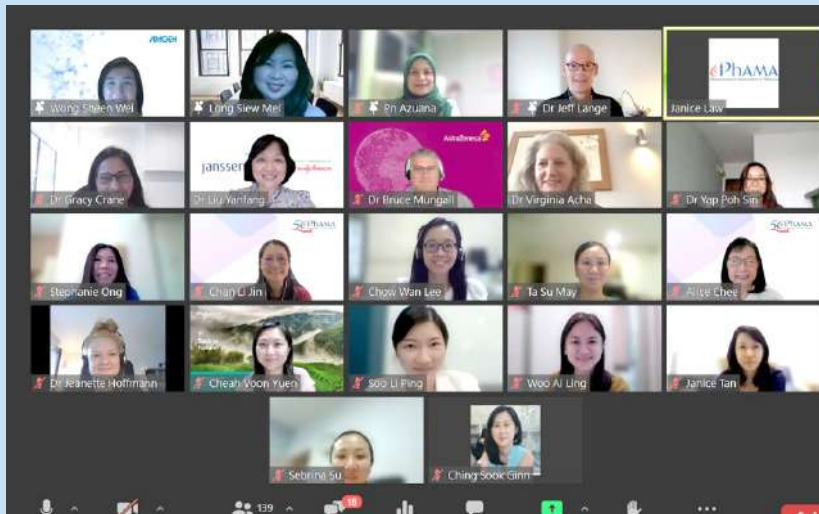 AMGEN
Wong Sheen Wei
Long Siew Mei
Pn Azuana
Dr Jeff Lange
PHAMA
Janice Law
Dr Gracy Crane
Janssen
Dr Liu Yanfang
AstraZeneca
Dr Bruce Mungall
Dr Virginia Acha
Dr Yap Poh Sin
Stephanie Ong
PHAMA
Chan Li Jin
Chow Wan Lee
Ta Su May
PHAMA
Alice Chee
Dr Jeanette Hoffmann
Cheah Voon Yuen
Soo Li Ping
Woo Ai Ling
Janice Tan
Sebrina Su
Ching Sook Ginn
139
18